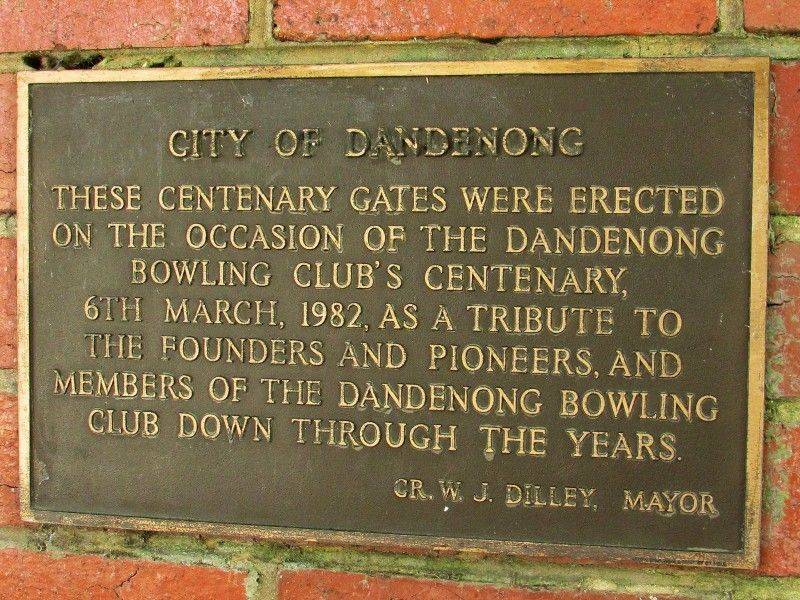 CITY OF DANDENONG
THESE CENTENARY GATES WERE ERECTED
ON THE OCCASION OF THE DANDENONG
BOWLING CLUB'S CENTENARY,
6TH MARCH, 1982, AS A TRIBUTE TO
THE FOUNDERS AND PIONEERS, AND
MEMBERS OF THE DANDENONG BOWLING
CLUB DOWN THROUGH THE YEARS.
CR. W. J. DILLEY, MAYOR